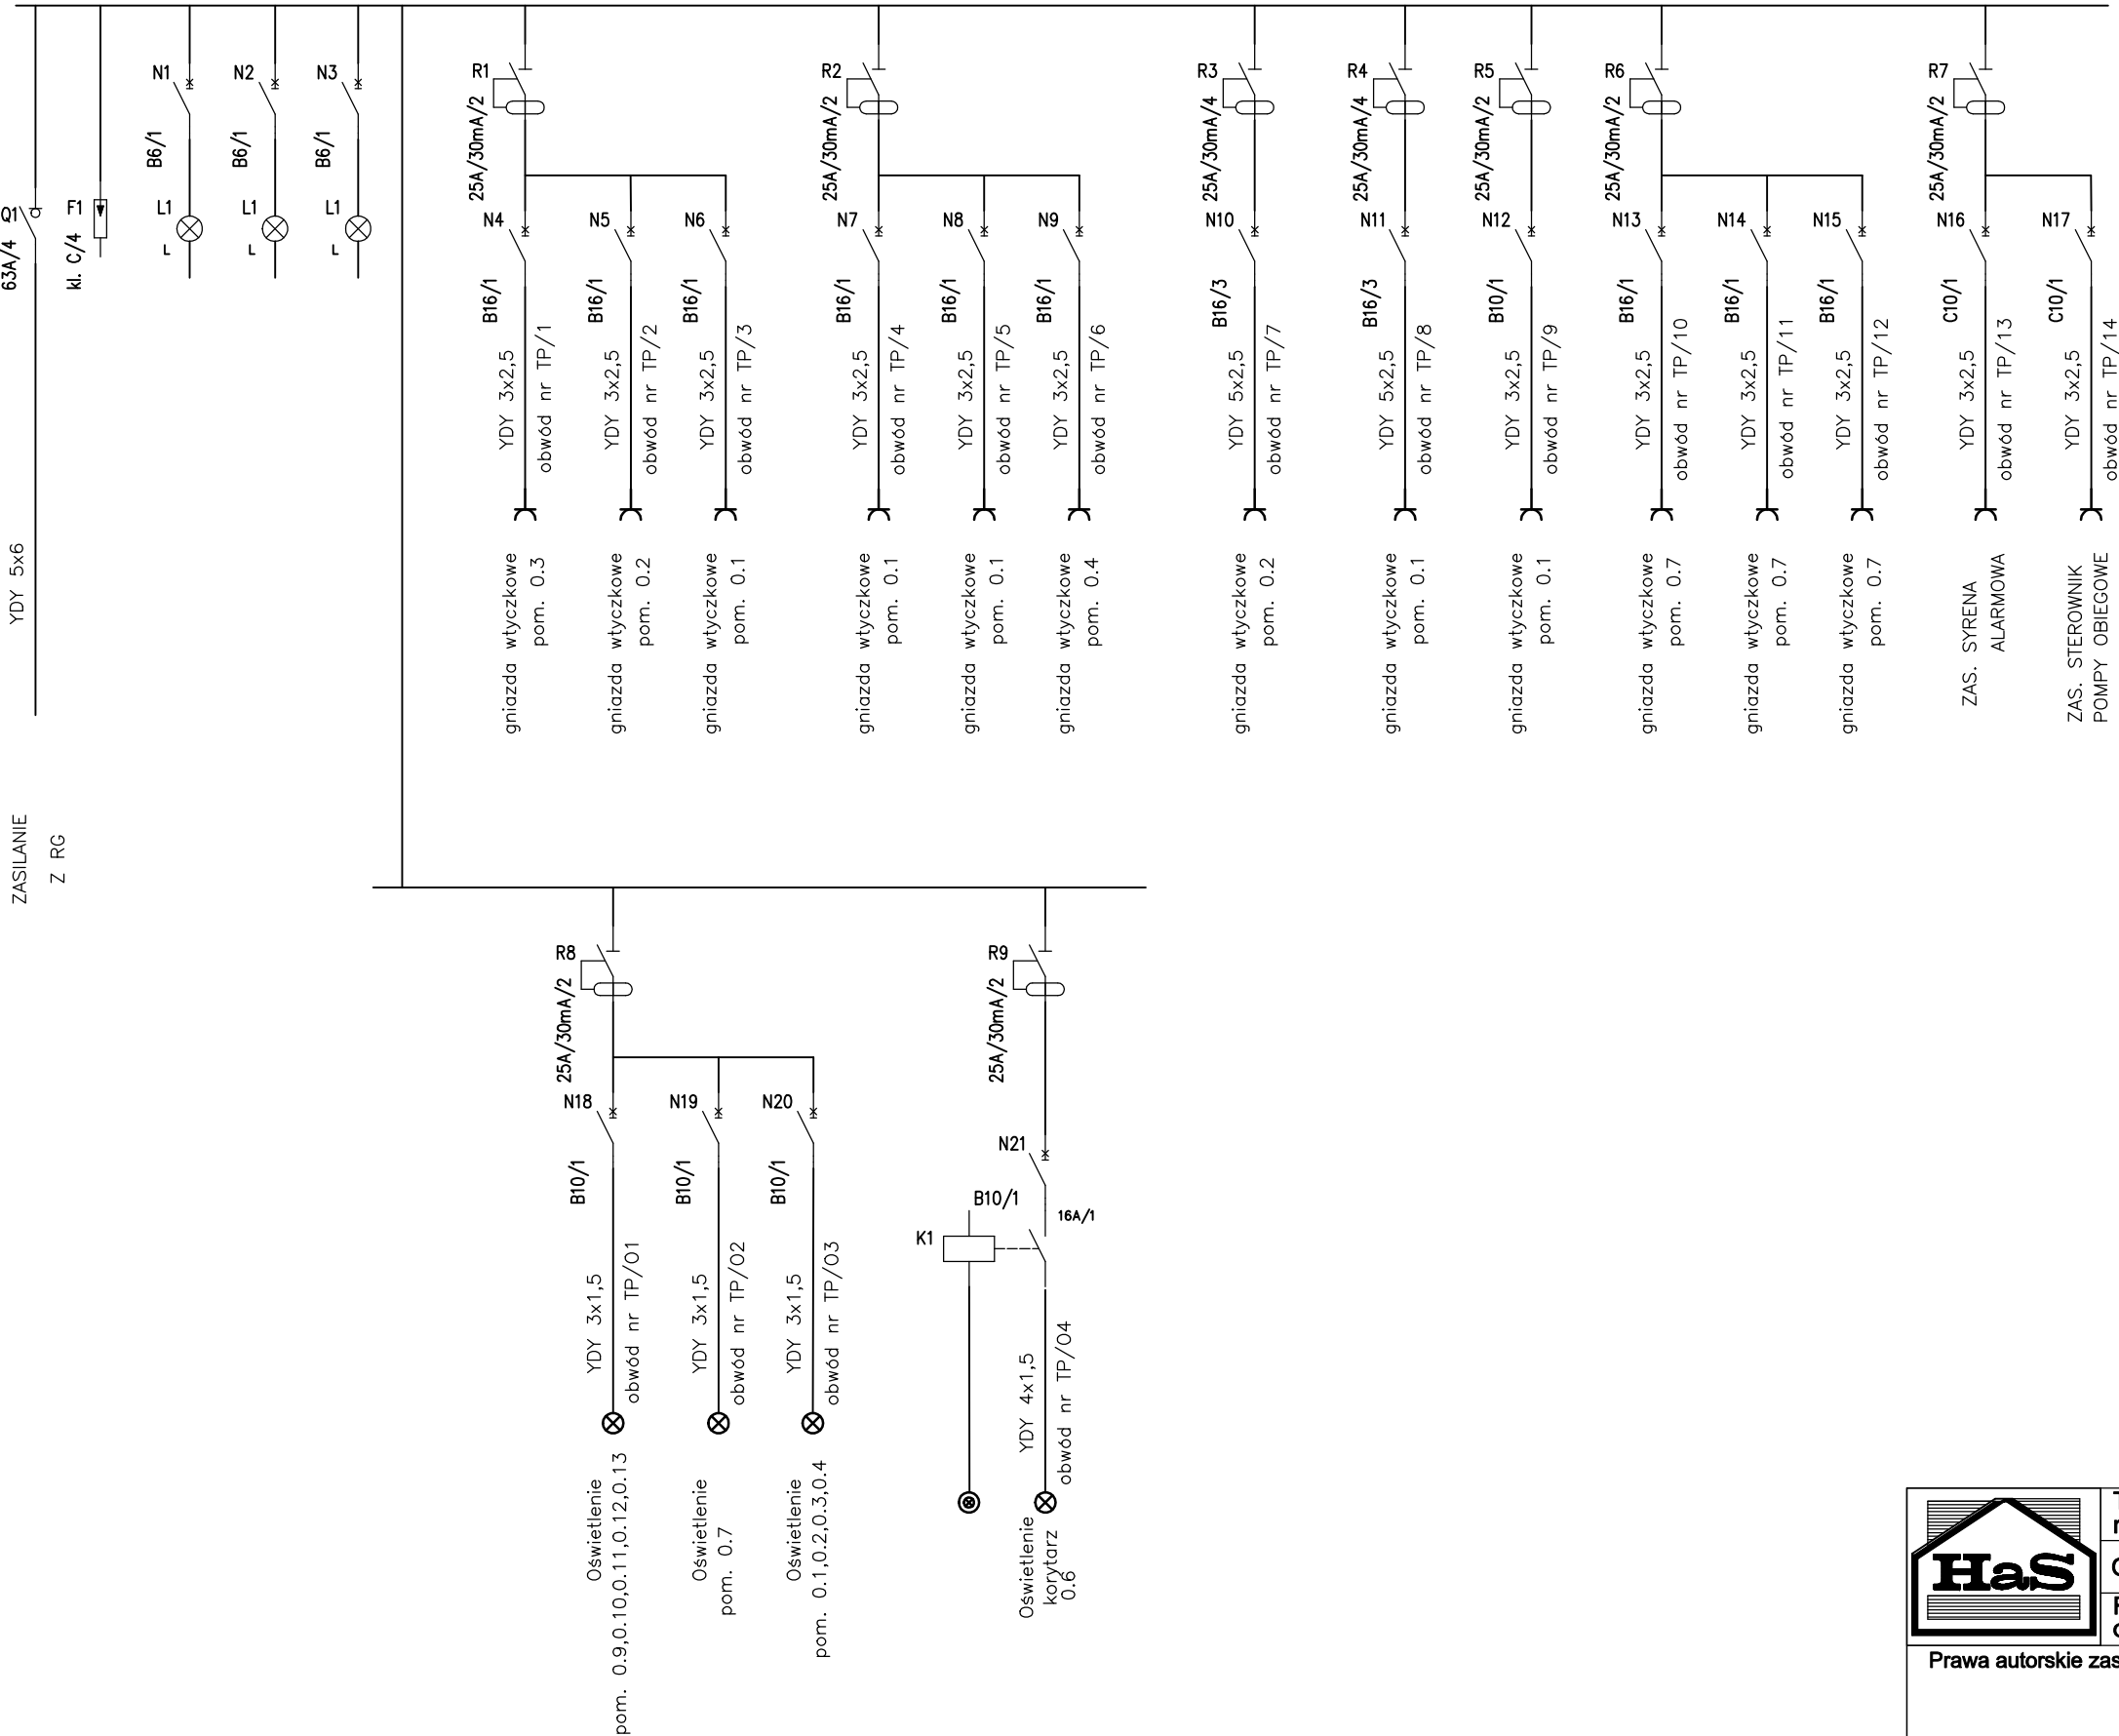 Q1
63A/4
YDY 5x6
ZASILANIE
Z RG
F1
kl. C/4
N1
B6/1
L1
L
N2
B6/1
L1
L
N3
B6/1
L1
L
R1
25A/30mA/2
N4
B16/1
YDY 3x2,5
obwód nr TP/1
gniazda wtyczkowe
pom. 0.3
N5
B16/1
YDY 3x2,5
obwód nr TP/2
gniazda wtyczkowe
pom. 0.2
N6
B16/1
YDY 3x2,5
obwód nr TP/3
gniazda wtyczkowe
pom. 0.1
R2
25A/30mA/2
N7
B16/1
YDY 3x2,5
obwód nr TP/4
gniazda wtyczkowe
pom. 0.1
N8
B16/1
YDY 3x2,5
obwód nr TP/5
gniazda wtyczkowe
pom. 0.1
N9
B16/1
YDY 3x2,5
obwód nr TP/6
gniazda wtyczkowe
pom. 0.4
R3
25A/30mA/4
N10
B16/3
YDY 5x2,5
obwód nr TP/7
gniazda wtyczkowe
pom. 0.2
R4
25A/30mA/4
N11
B16/3
YDY 5x2,5
obwód nr TP/8
gniazda wtyczkowe
pom. 0.1
R5
25A/30mA/2
N12
B10/1
YDY 3x2,5
obwód nr TP/9
gniazda wtyczkowe
pom. 0.1
R6
25A/30mA/2
N13
B16/1
YDY 3x2,5
obwód nr TP/10
gniazda wtyczkowe
pom. 0.7
N14
B16/1
YDY 3x2,5
obwód nr TP/11
gniazda wtyczkowe
pom. 0.7
N15
B16/1
YDY 3x2,5
obwód nr TP/12
gniazda wtyczkowe
pom. 0.7
R7
25A/30mA/2
N16
C10/1
YDY 3x2,5
obwód nr TP/13
ZAS. SYRENA
ALARMOWA
N17
C10/1
YDY 3x2,5
obwód nr TP/14
ZAS. STEROWNIK
POMPY OBIEGOWE
R8
25A/30mA/2
N18
B10/1
YDY 3x1,5
obwód nr TP/O1
Oświetlenie
pom. 0.9,0.10,0.11,0.12,0.13
N19
B10/1
YDY 3x1,5
obwód nr TP/O2
Oświetlenie
pom. 0.7
N20
B10/1
YDY 3x1,5
obwód nr TP/O3
Oświetlenie
pom. 0.1,0.2,0.3,0.4
R9
25A/30mA/2
N21
B10/1
16A/1
K1
YDY 4x1,5
obwód nr TP/O4
Oświetlenie
korytarz
0.6
HaS
Prawa autorskie